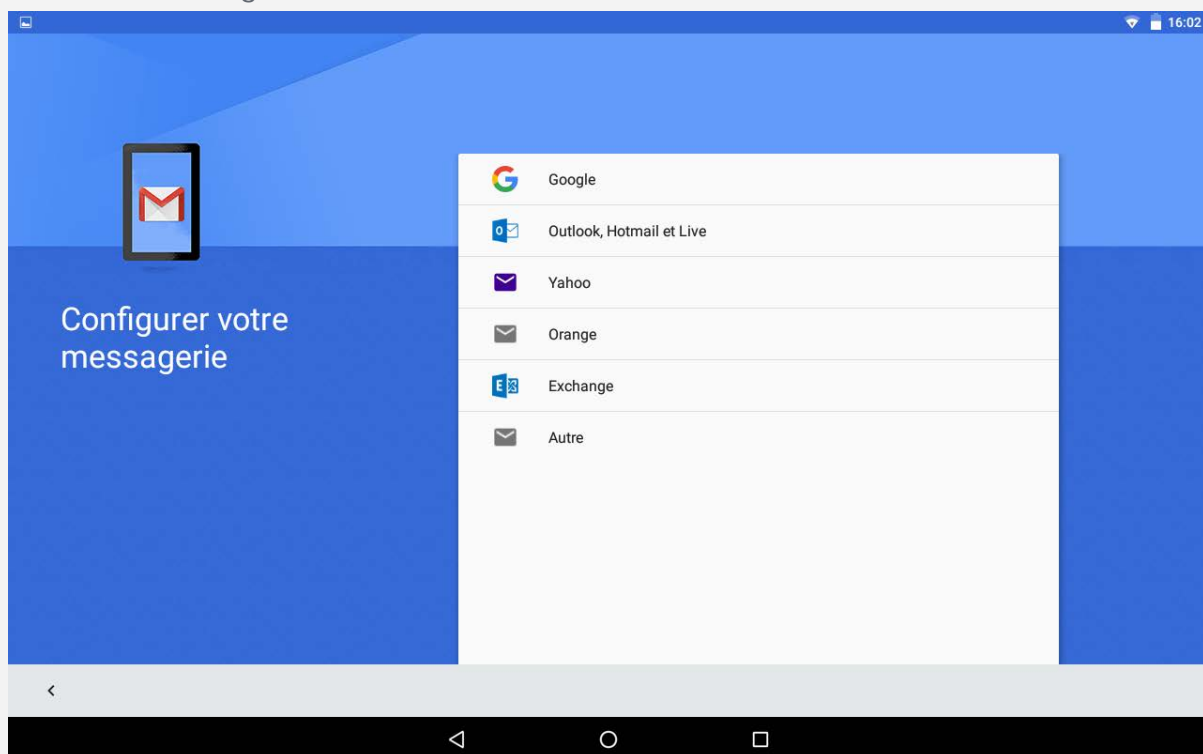 16:02
Google
Outlook, Hotmail et Live
Yahoo
Configurer votre
messagerie
Orange
Exchange
Autre